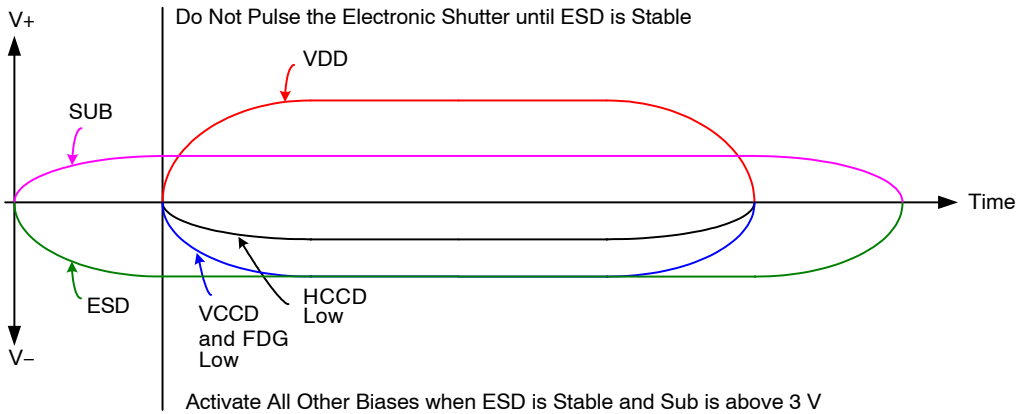 V+
Do Not Pulse the Electronic Shutter until ESD is Stable
VDD
SUB
Time
ESD
VCCD
and FDG
Low
HCCD
Low
V−
Activate All Other Biases when ESD is Stable and Sub is above 3 V